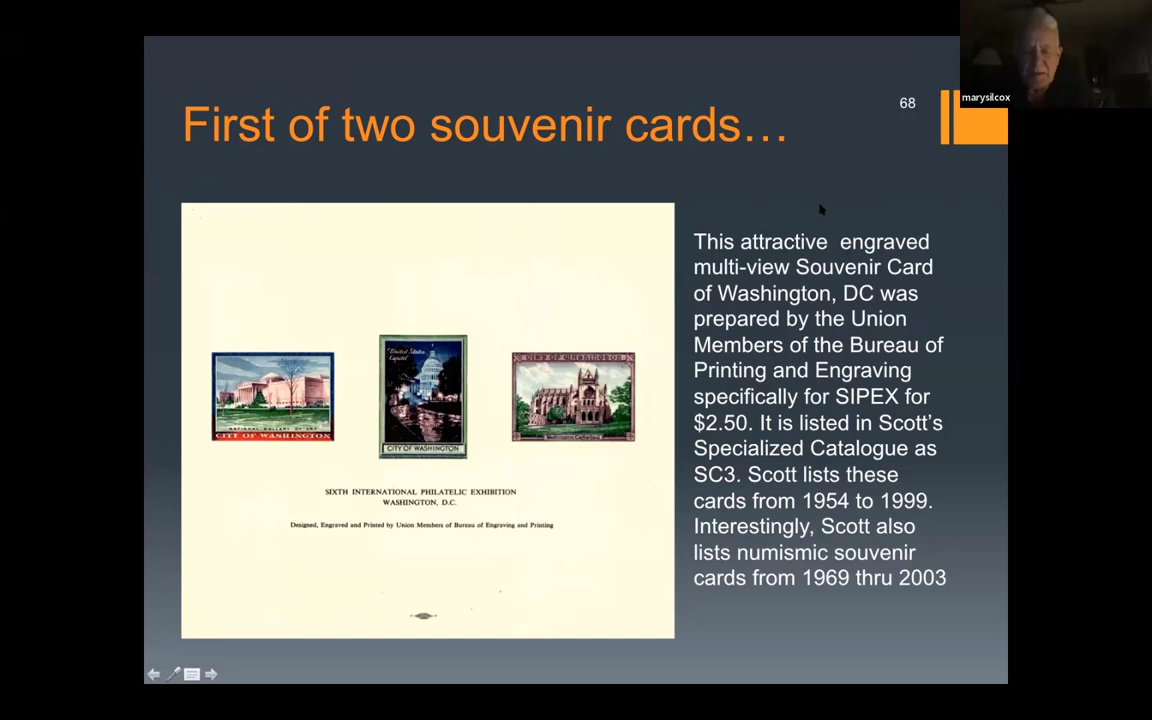 marysilcox
68
First of two souvenir cards…
This attractive  engraved
multi-view Souvenir Card
of Washington, DC was
prepared by the Union
Members of the Bureau of
Printing and Engraving
specifically for SIPEX for
$2.50. It is listed in Scott’s
Specialized Catalogue as
SC3. Scott lists these
cards from 1954 to 1999.
Interestingly, Scott also
lists numismic souvenir
cards from 1969 thru 2003
NATIONAL GALLERY OF ART
CITY OF WASHINGTON
United States
Capitol
CITY OF WASHINGTON
CITY OF WASHINGTON
Washington Cathedral
SIXTH INTERNATIONAL PHILATELIC EXHIBITION
WASHINGTON, D.C.
Designed, Engraved and Printed by Union Members of Bureau of Engraving and Printing